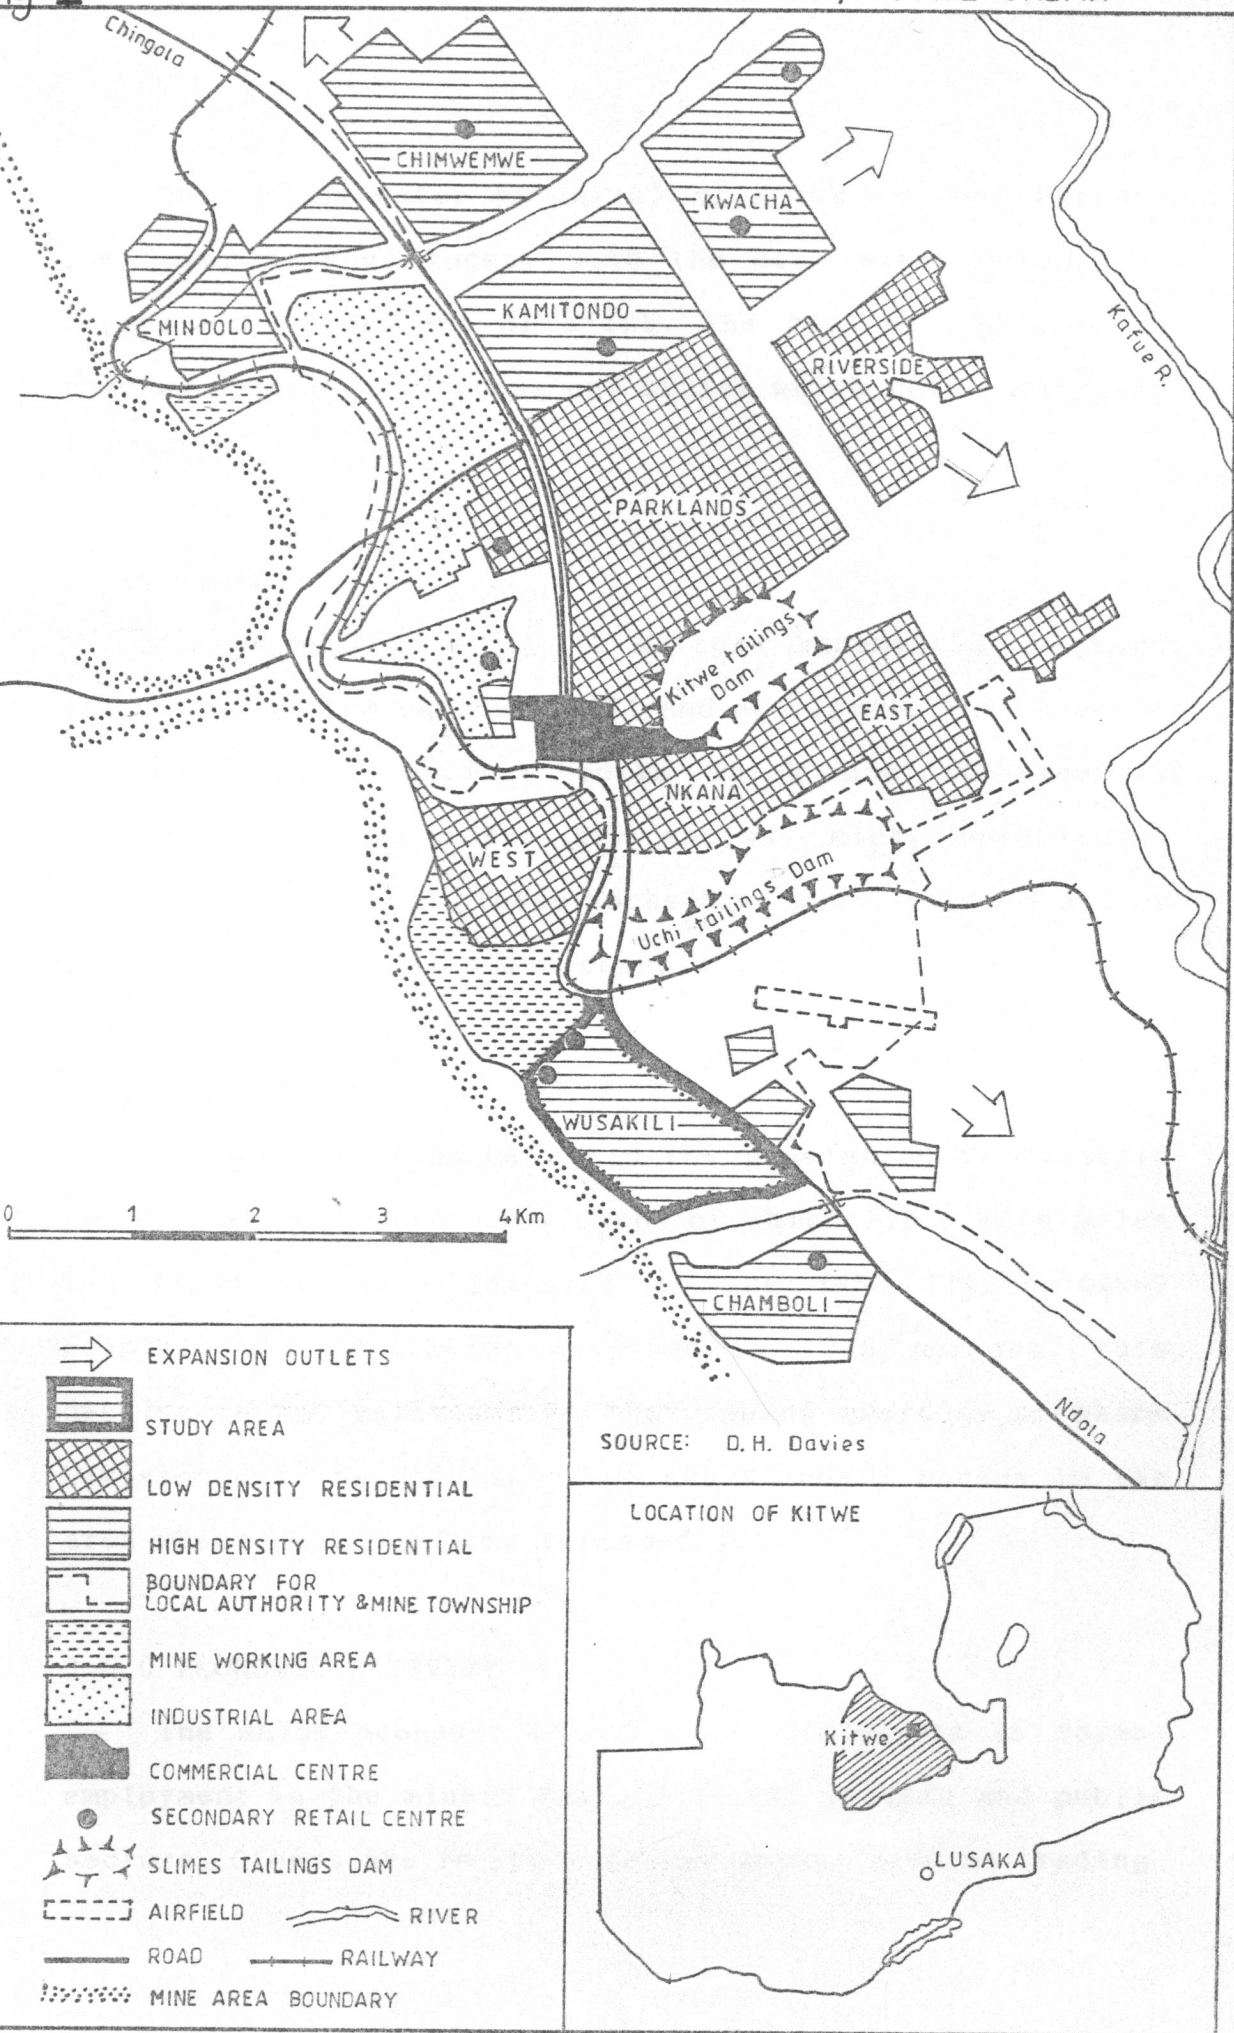 Chingola
CHIMWEMWE
KWACHA
KAMITONDO
MINDOLO
Kafue R.
RIVERSIDE
PARKLANDS
Kitwe tailings
Dam
EAST
NKANA
WEST
Uchi tailings Dam
WUSAKILI
0 1 2 3 4 Km
CHAMBOLI
Ndola
SOURCE: D.H. Davies
EXPANSION OUTLETS
STUDY AREA
LOW DENSITY RESIDENTIAL
HIGH DENSITY RESIDENTIAL
BOUNDARY FOR
LOCAL AUTHORITY & MINE TOWNSHIP
MINE WORKING AREA
INDUSTRIAL AREA
COMMERCIAL CENTRE
SECONDARY RETAIL CENTRE
SLIMES TAILINGS DAM
AIRFIELD RIVER
ROAD RAILWAY
MINE AREA BOUNDARY
LOCATION OF KITWE
Kitwe
LUSAKA